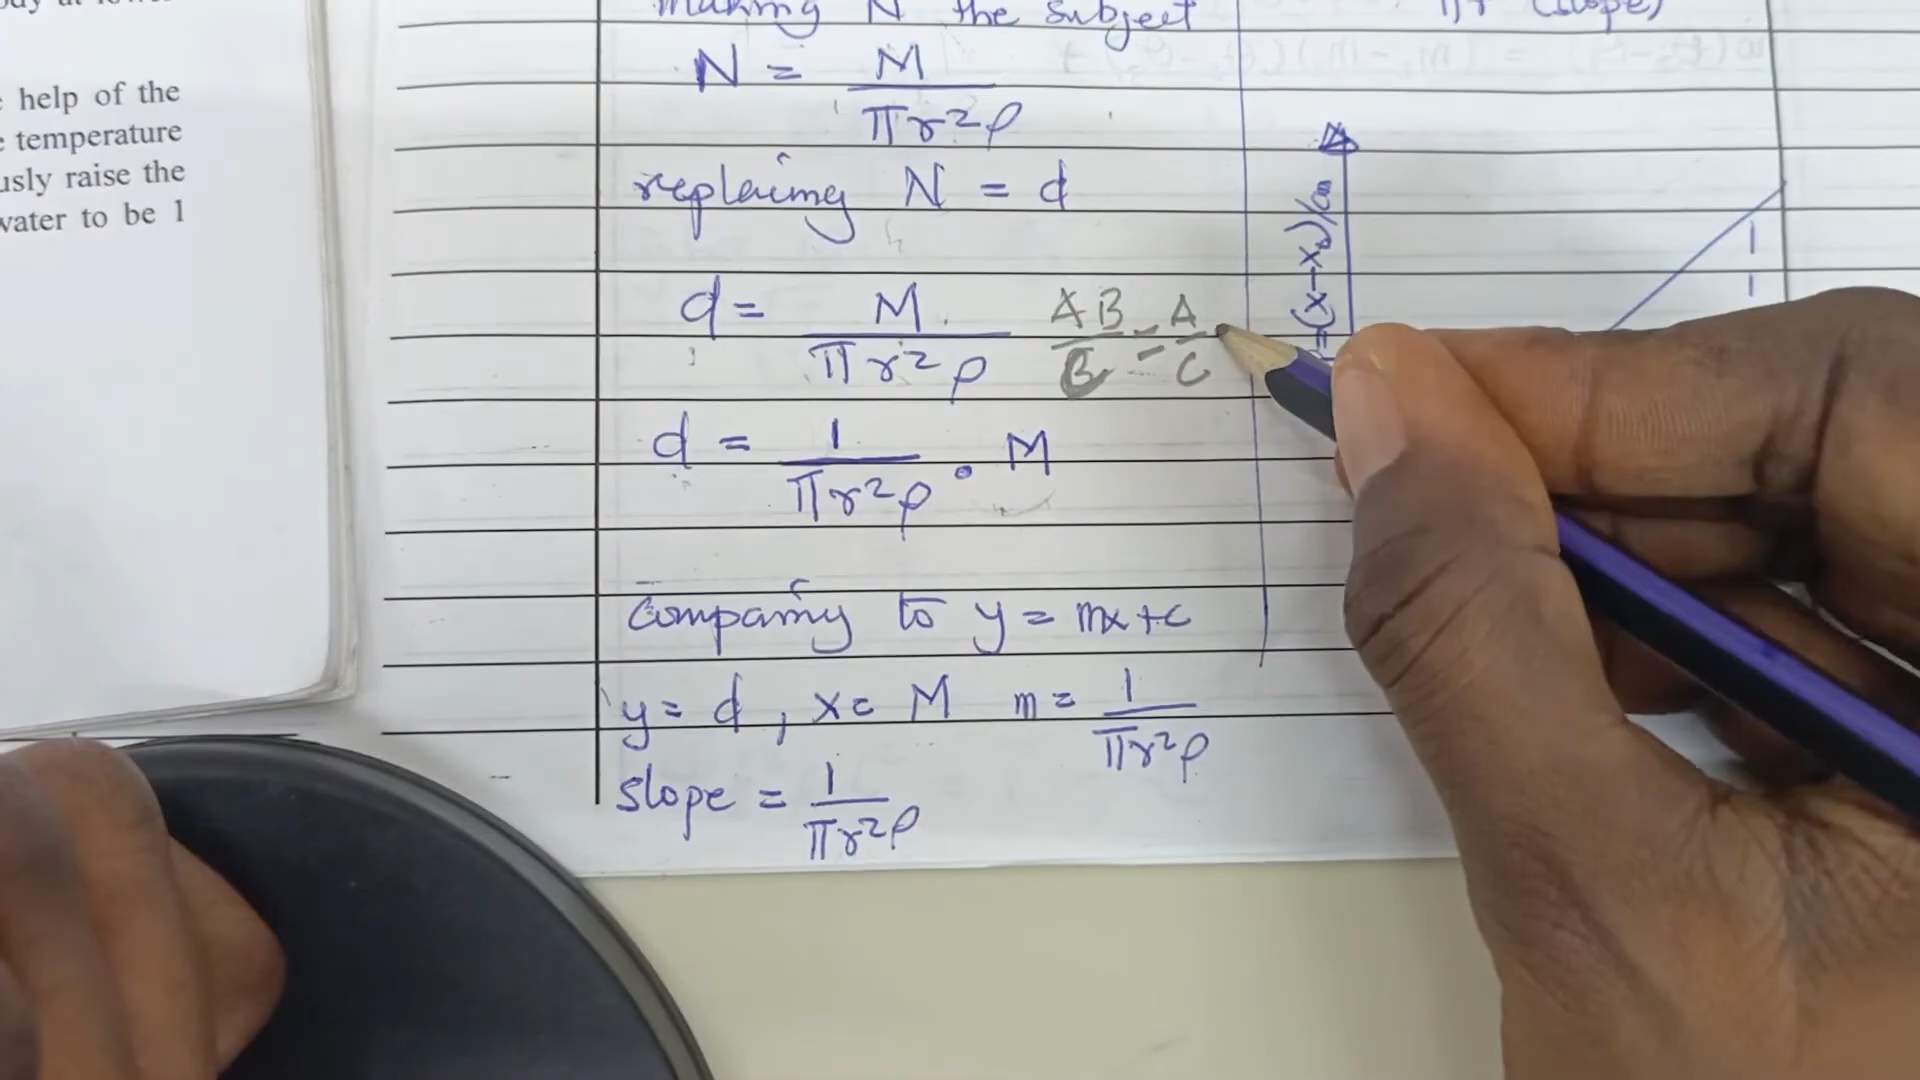 help of the
temperature
usly raise the
water to be 1
making N the subject
N = M / πr²ρ
replacing N = d
d = M / πr²ρ
AB / C = A / C
d = 1 / πr²ρ . M
Comparing to y = mx+c
y = d , x = M m = 1 / πr²ρ
slope = 1 / πr²ρ
(slope)
=(x-x₀)/cm